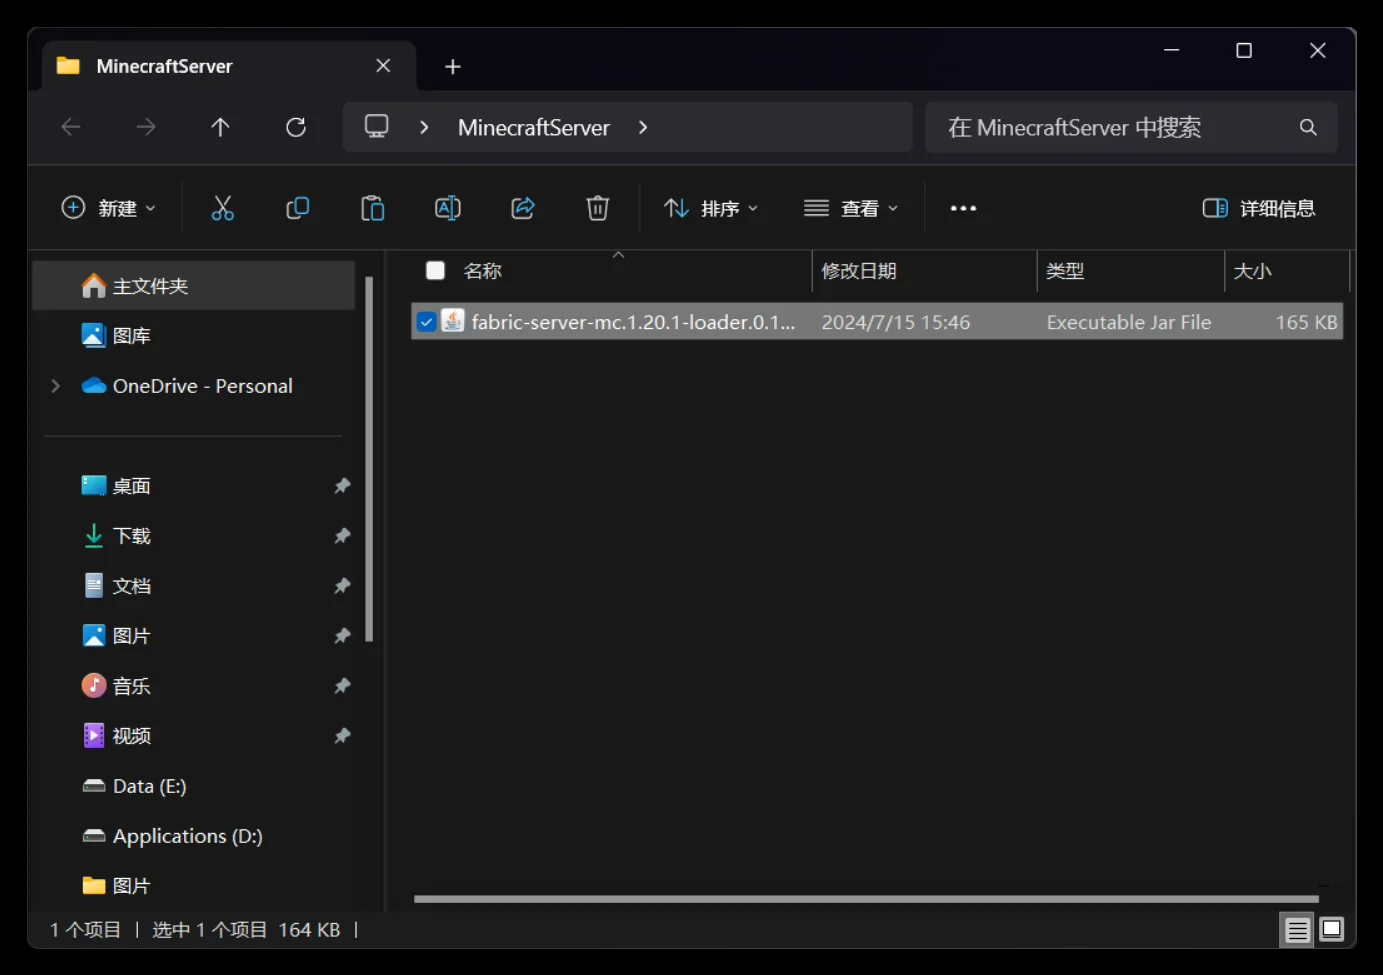 MinecraftServer
MinecraftServer
在 MinecraftServer 中搜索
新建
排序
查看
详细信息
名称 修改日期 类型 大小
fabric-server-mc.1.20.1-loader.0.1... 2024/7/15 15:46 Executable Jar File 165 KB
主文件夹
图库
OneDrive - Personal
桌面
下载
文档
图片
音乐
视频
Data (E:)
Applications (D:)
图片
1 个项目 | 选中 1 个项目 164 KB |